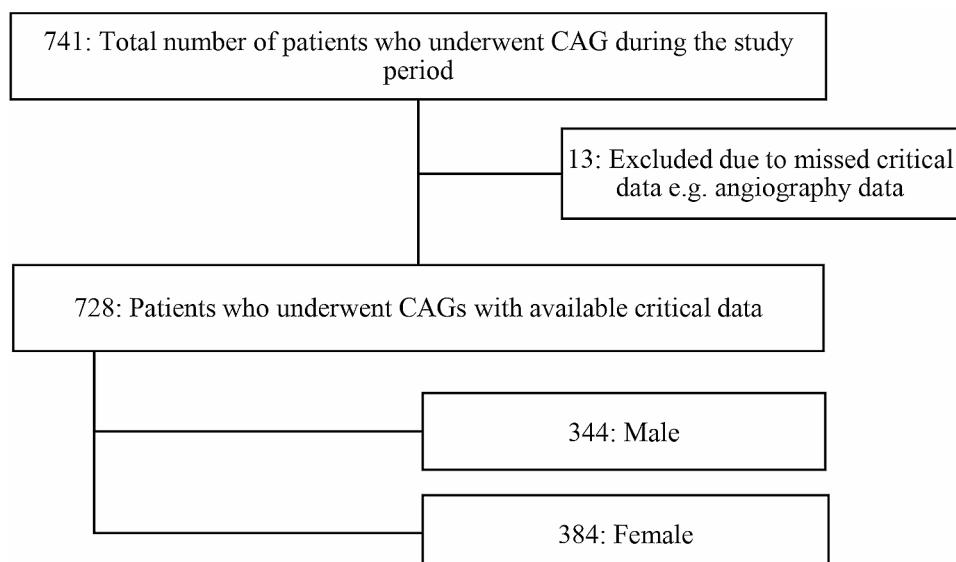 741: Total number of patients who underwent CAG during the study
period
13: Excluded due to missed critical
data e.g. angiography data
728: Patients who underwent CAGs with available critical data
344: Male
384: Female